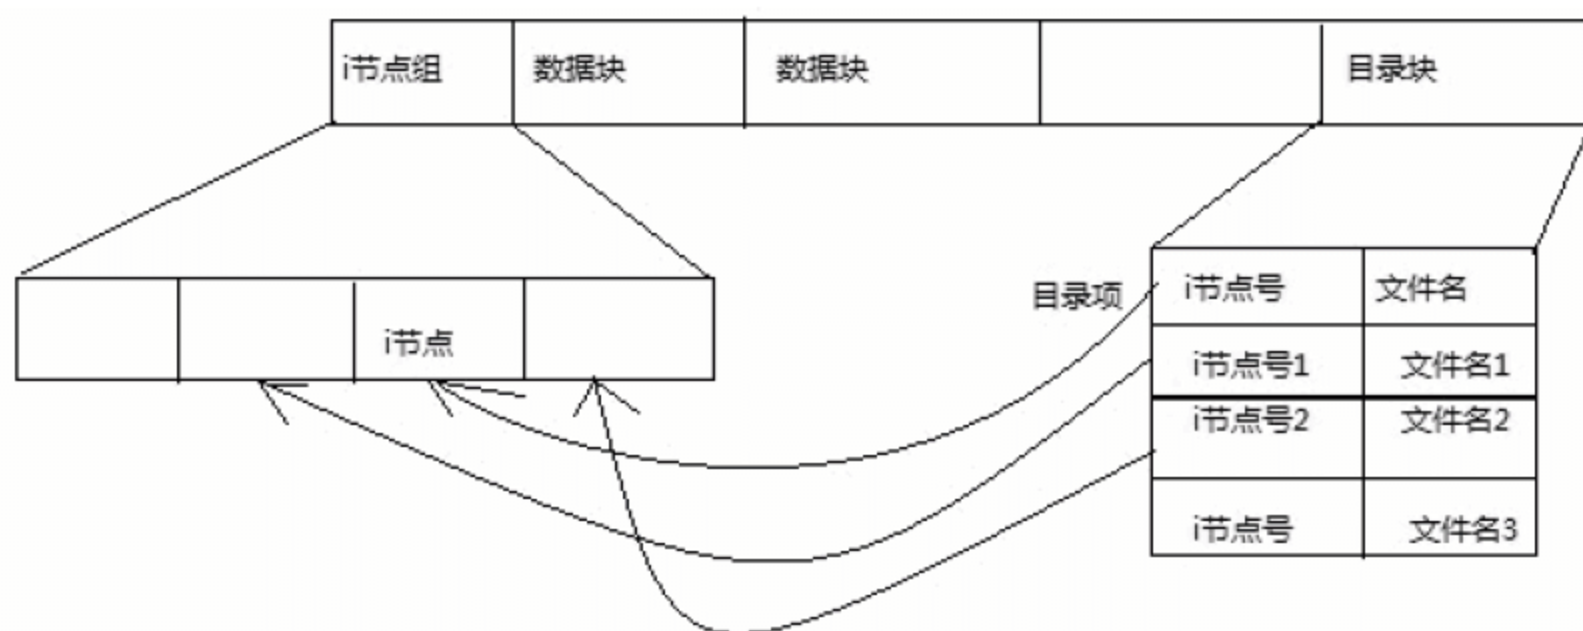 i节点组 数据块 数据块 目录块
目录项
i节点号 文件名
i节点
i节点号1 文件名1
i节点号2 文件名2
i节点号 文件名3